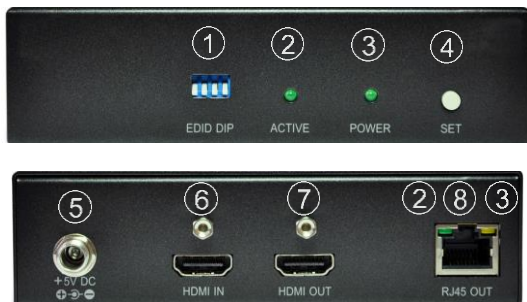 1 2 3 4
EDID DIP ACTIVE POWER SET
5 6 7 2 8 3
+5V DC HDMI IN HDMI OUT RJ45 OUT